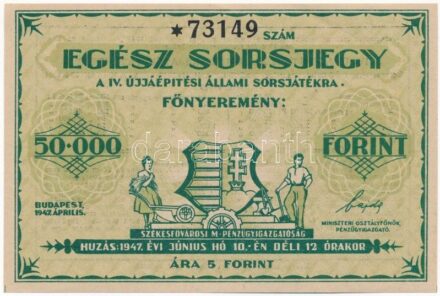 *73149 SZÁM
EGÉSZ SORSJEGY
A IV. ÚJJÁÉPITÉSI ÁLLAMI SORSJÁTÉKRA.
FŐNYEREMÉNY:
50.000 FORINT
darabanth
BUDAPEST,
1947. ÁPRILIS.
MINISZTERI OSZTÁLYFŐNÖK,
PÉNZÜGYIGAZGATÓ.
SZÉKESFŐVÁROSI M. PÉNZÜGYIGAZGATÓSÁG
HUZÁS: 1947. ÉVI JÚNIUS HÓ 10.-ÉN DÉLI 12 ÓRAKOR
ÁRA 5 FORINT